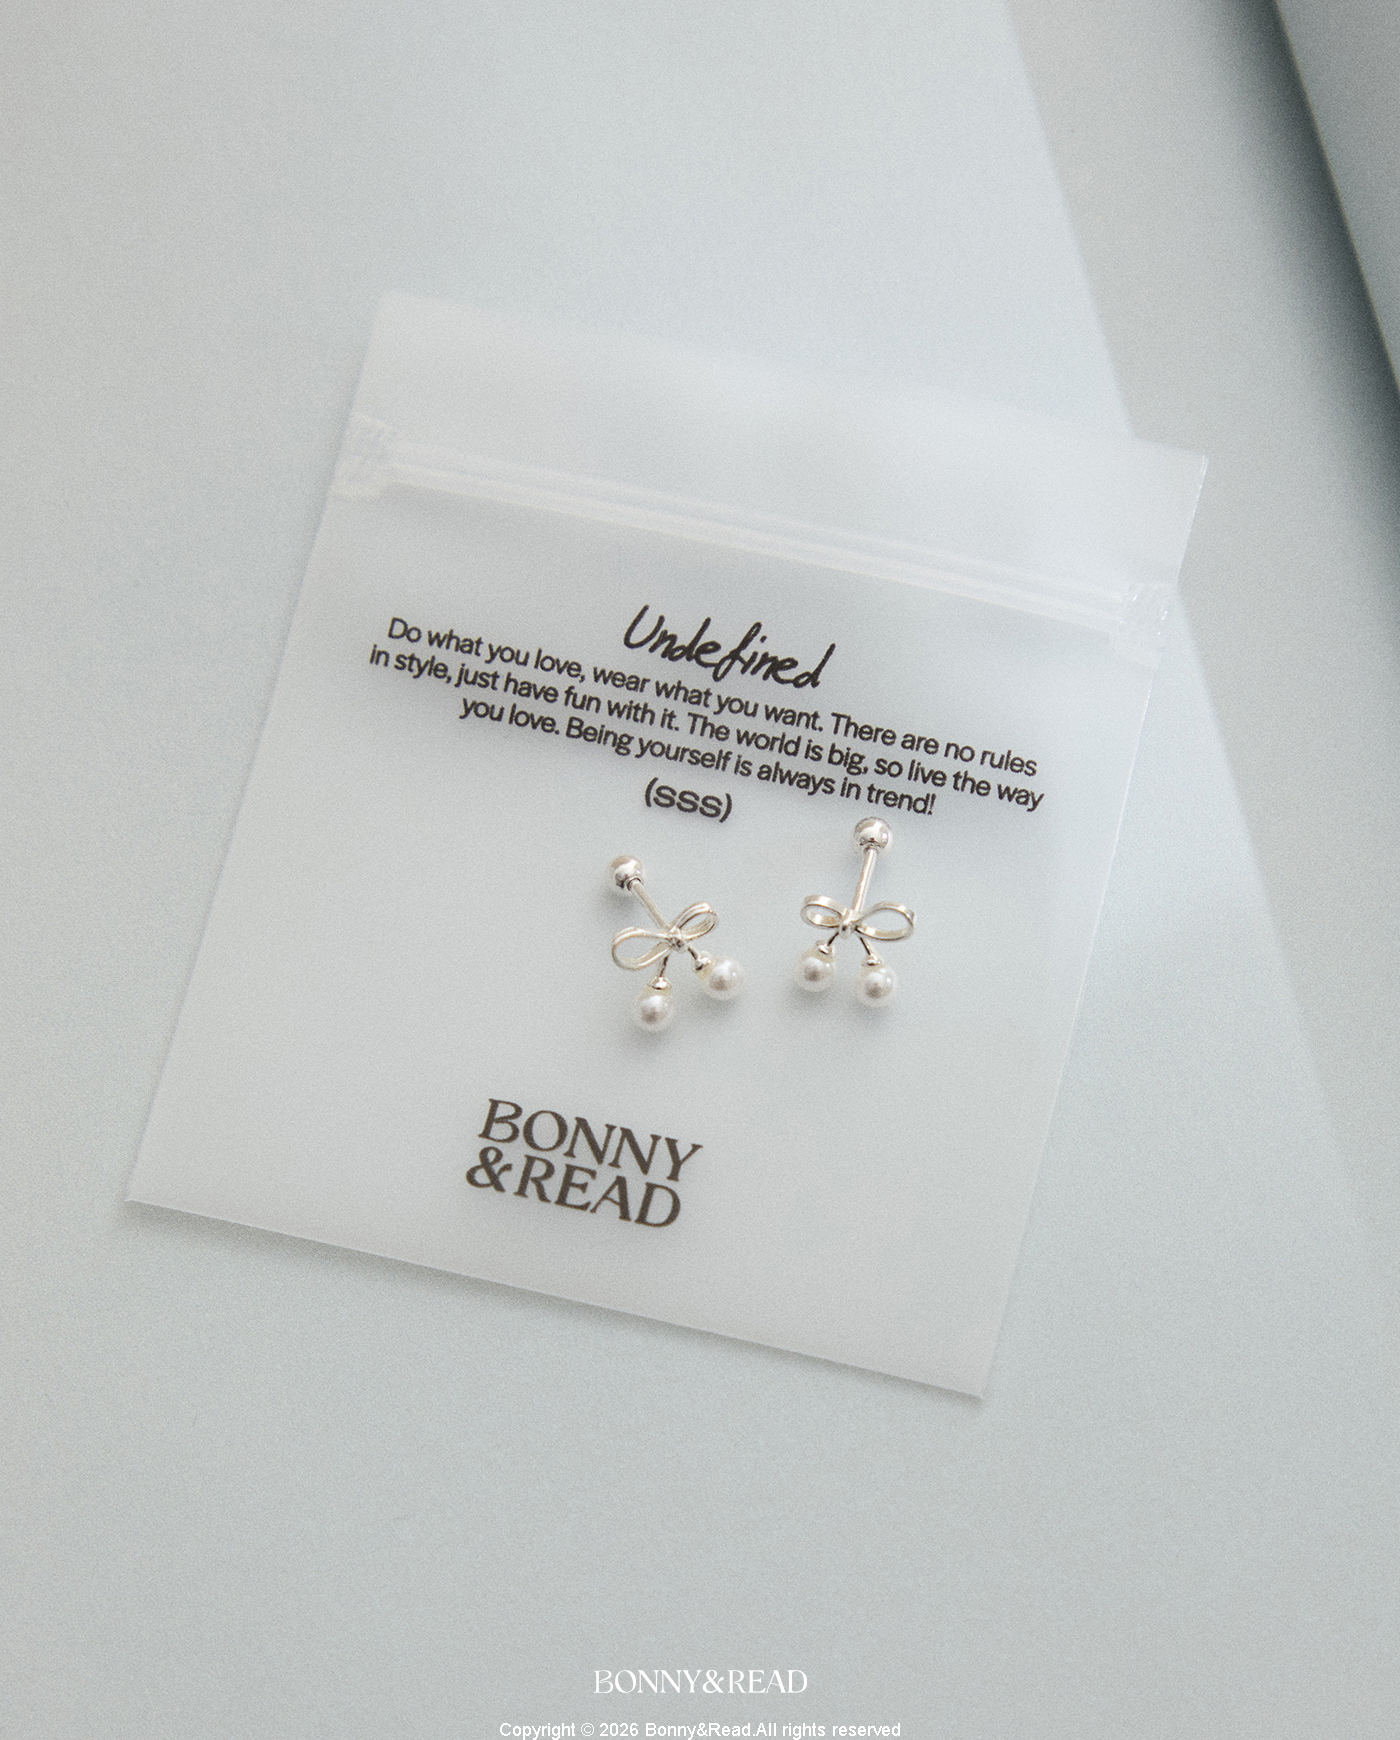 Undefined
Do what you love, wear what you want. There are no rules
in style, just have fun with it. The world is big, so live the way
you love. Being yourself is always in trend!
(SSS)
BONNY
&READ
BONNY&READ
Copyright © 2026 Bonny&Read.All rights reserved